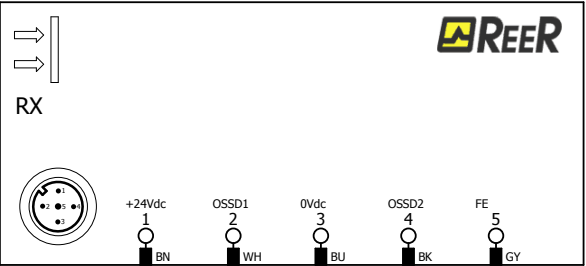 REER
RX
1
2 5 4
3
+24Vdc OSSD1 0Vdc OSSD2 FE
1 2 3 4 5
BN WH BU BK GY